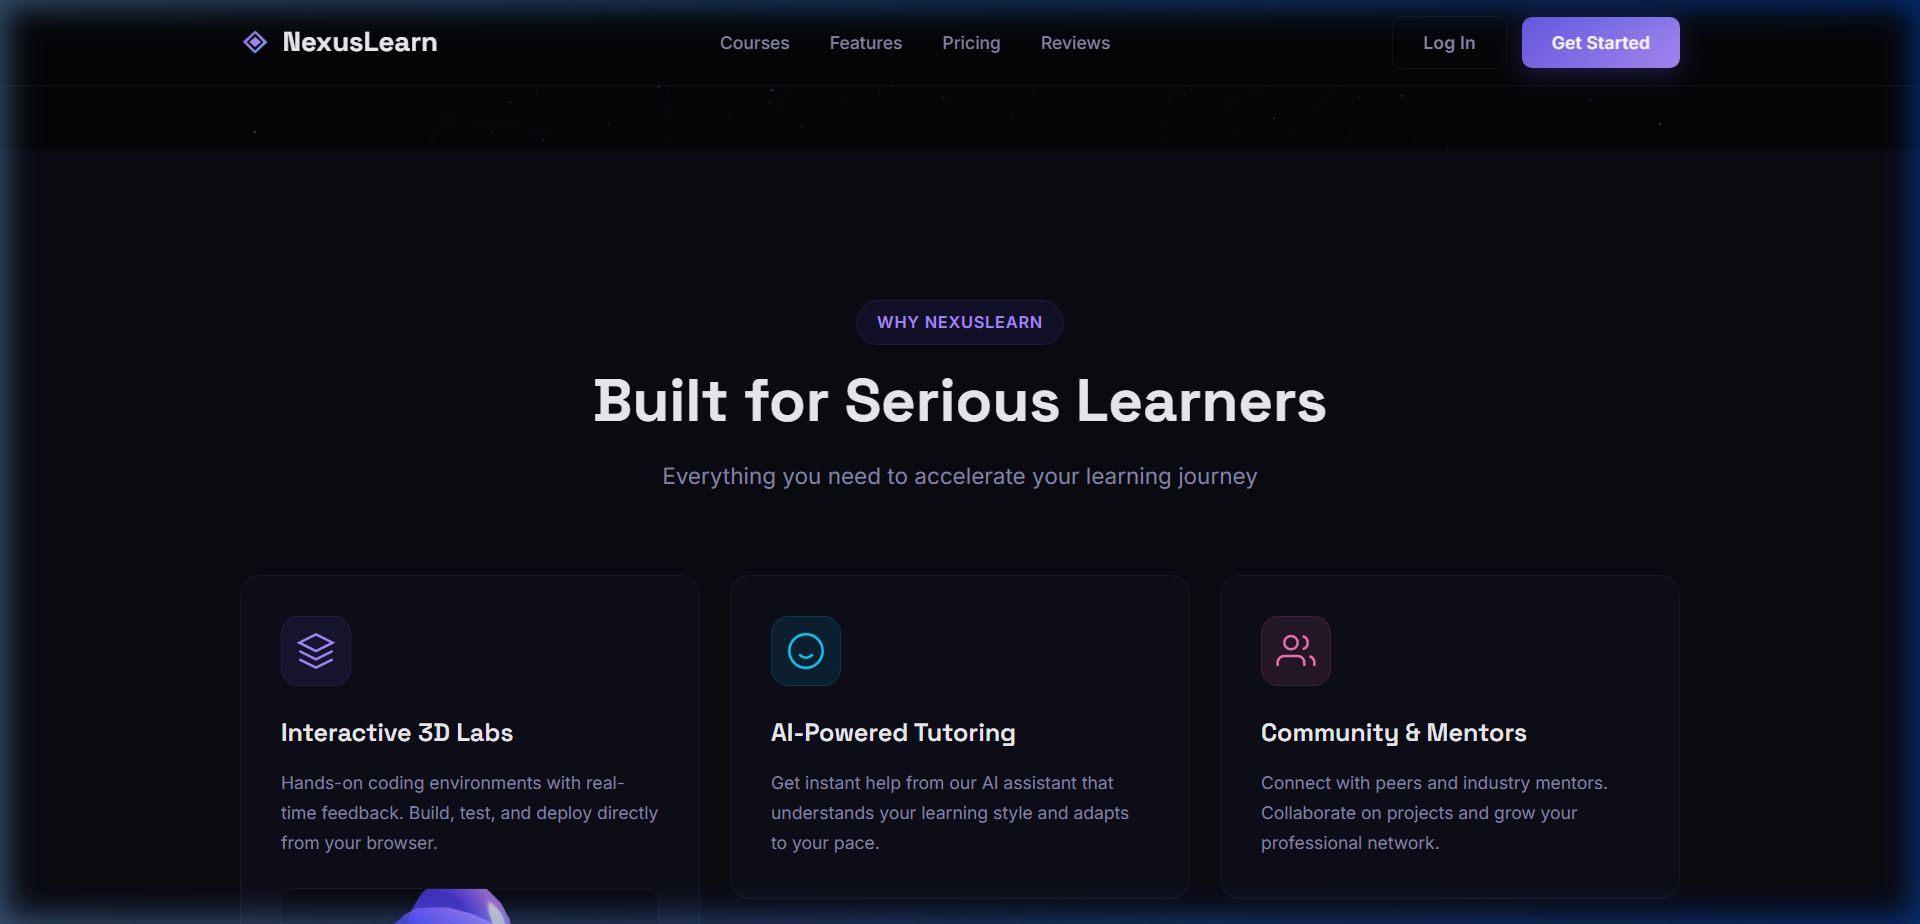 NexusLearn
Courses
Features
Pricing
Reviews
Log In
Get Started
WHY NEXUSLEARN
Built for Serious Learners
Everything you need to accelerate your learning journey
Interactive 3D Labs
Hands-on coding environments with real-
time feedback. Build, test, and deploy directly
from your browser.
AI-Powered Tutoring
Get instant help from our AI assistant that
understands your learning style and adapts
to your pace.
Community & Mentors
Connect with peers and industry mentors.
Collaborate on projects and grow your
professional network.